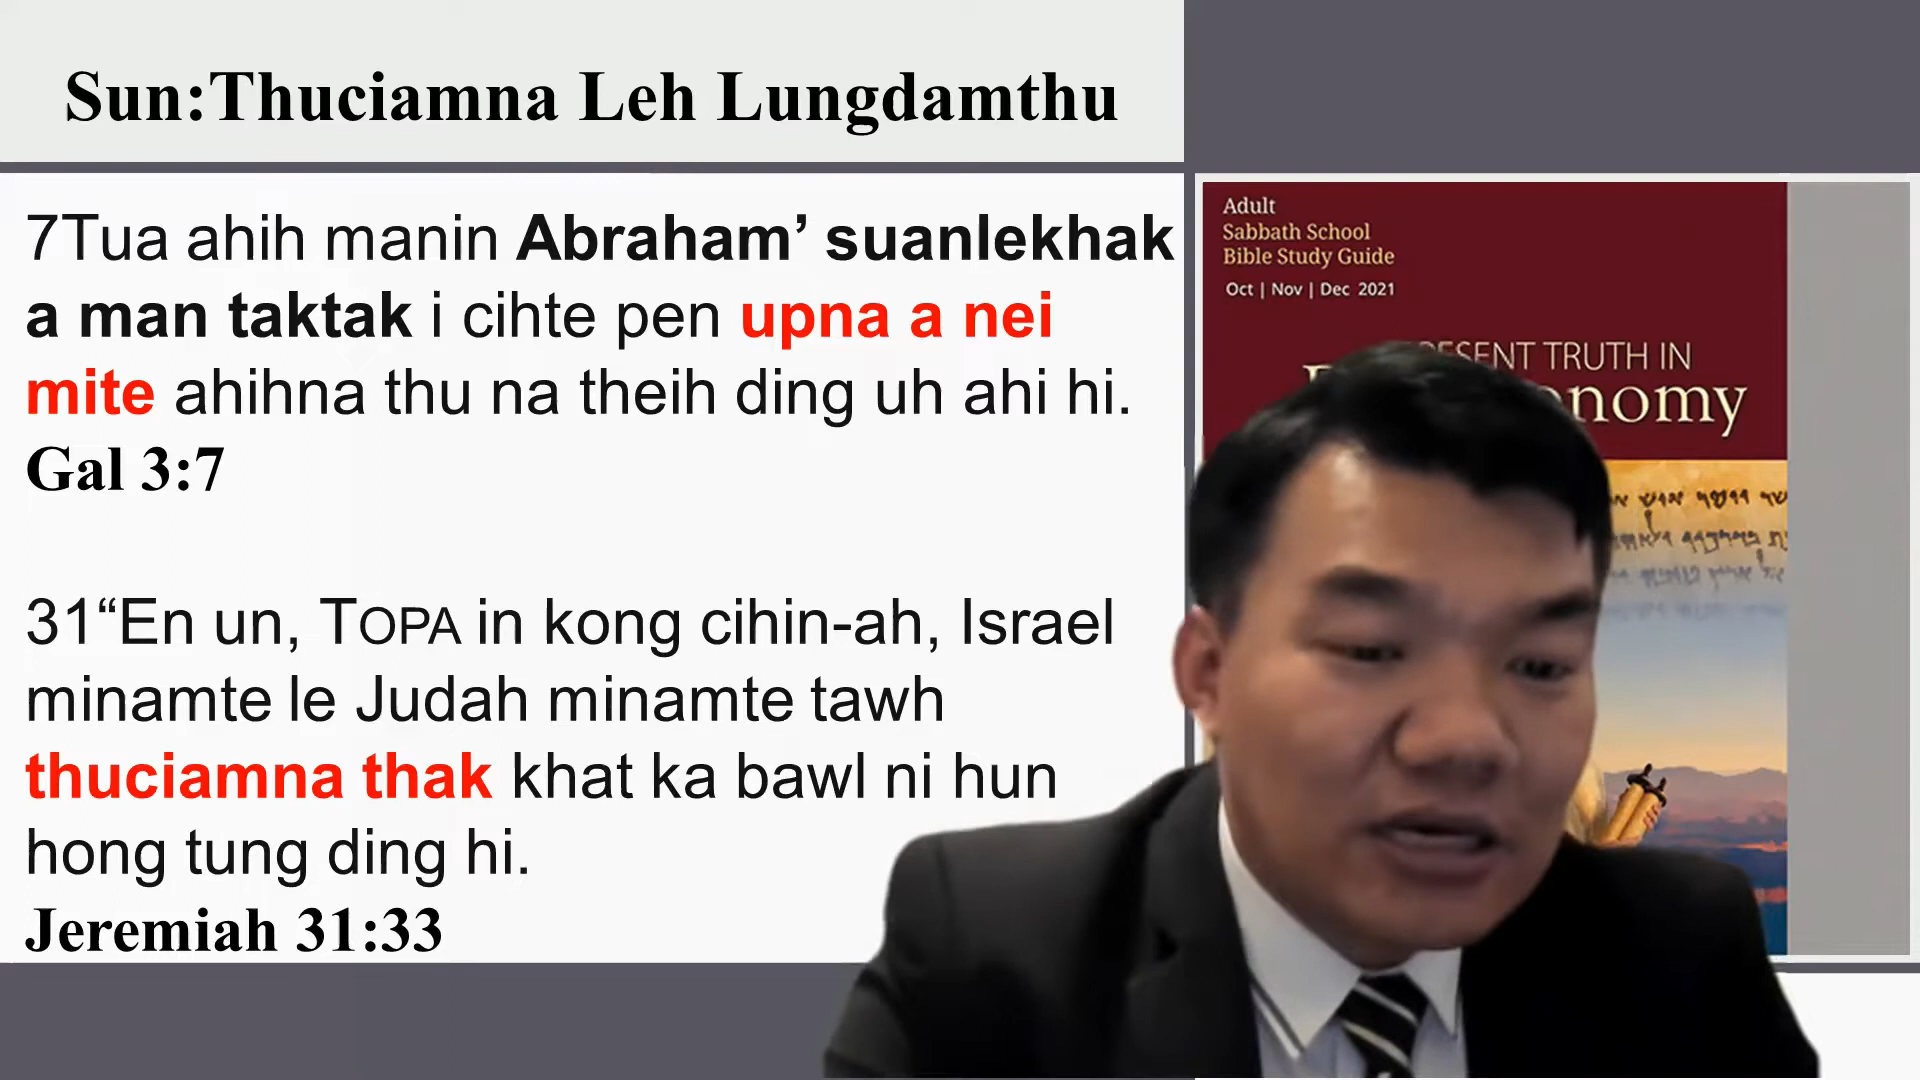 Sun:Thuciamna Leh Lungdamthu
7Tua ahih manin Abraham’ suanlekhak
a man taktak i cihte pen upna a nei
mite ahihna thu na theih ding uh ahi hi.
Gal 3:7
31“En un, TOPA in kong cihin-ah, Israel
minamte le Judah minamte tawh
thuciamna thak khat ka bawl ni hun
hong tung ding hi.
Jeremiah 31:33
Adult
Sabbath School
Bible Study Guide
Oct | Nov | Dec 2021
TRUTH IN